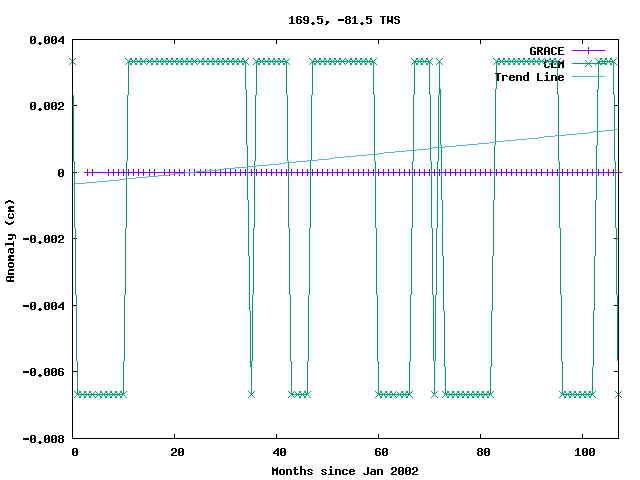 169.5, -81.5 TWS
GRACE
CLM
Trend Line
0.004
0.002
0
-0.002
-0.004
-0.006
-0.008
Anomaly (cm)
0 20 40 60 80 100
Months since Jan 2002